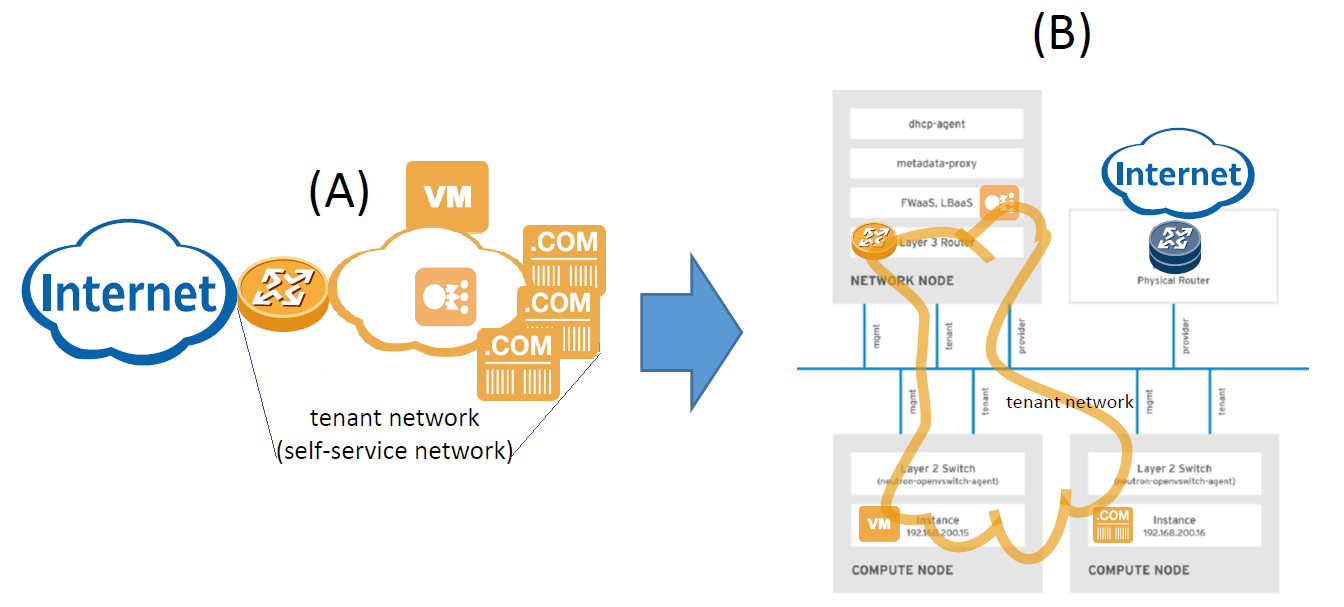 (A)
VM
.COM
.COM
.COM
Internet
tenant network
(self-service network)
(B)
dhcp-agent
metadata-proxy
FWaaS, LBaaS
Layer 3 Router
NETWORK NODE
Internet
Physical Router
mgmt
tenant
provider
provider
mgmt
tenant
tenant network
mgmt
tenant
Layer 2 Switch
(neutron-openvswitch-agent)
VM
Instance
192.168.200.15
COMPUTE NODE
Layer 2 Switch
(neutron-openvswitch-agent)
.COM
Instance
192.168.200.16
COMPUTE NODE